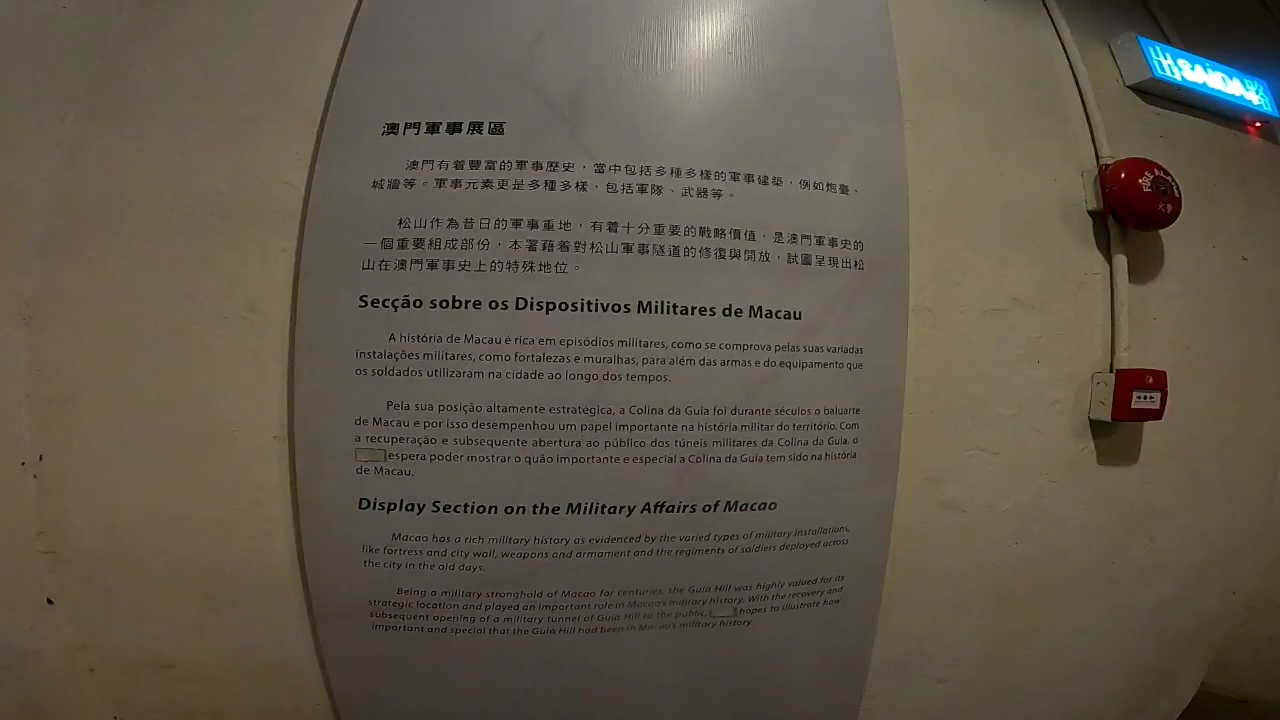 澳門軍事展區
澳門有着豐富的軍事歷史，當中包括多種多樣的軍事建築，例如炮臺、
城牆等。軍事元素更是多種多樣，包括軍隊、武器等。
松山作為昔日的軍事重地，有着十分重要的戰略價值，是澳門軍事史的
一個重要組成部份，本署藉着對松山軍事隧道的修復與開放，試圖呈現出松
山在澳門軍事史上的特殊地位。
Secção sobre os Dispositivos Militares de Macau
A história de Macau é rica em episódios militares, como se comprova pelas suas variadas
instalações militares, como fortalezas e muralhas, para além das armas e do equipamento que
os soldados utilizaram na cidade ao longo dos tempos.
Pela sua posição altamente estratégica, a Colina da Guia foi durante séculos o baluarte
de Macau e por isso desempenhou um papel importante na história militar do território. Com
a recuperação e subsequente abertura ao público dos túneis militares da Colina da Guia, o
espera poder mostrar o quão importante e especial a Colina da Guia tem sido na história
de Macau.
Display Section on the Military Affairs of Macao
Macao has a rich military history as evidenced by the varied types of military installations,
like fortress and city wall, weapons and armament and the regiments of soldiers deployed across
the city in the old days.
Being a military stronghold of Macao for centuries, the Guia Hill was highly valued for its
strategic location and played an important role in Macao's military history. With the recovery and
subsequent opening of a military tunnel of Guia Hill to the public, hopes to illustrate how
important and special that the Guia Hill had been in Macao's military history.
出 SAÍDA
FIRE ALARM
火警